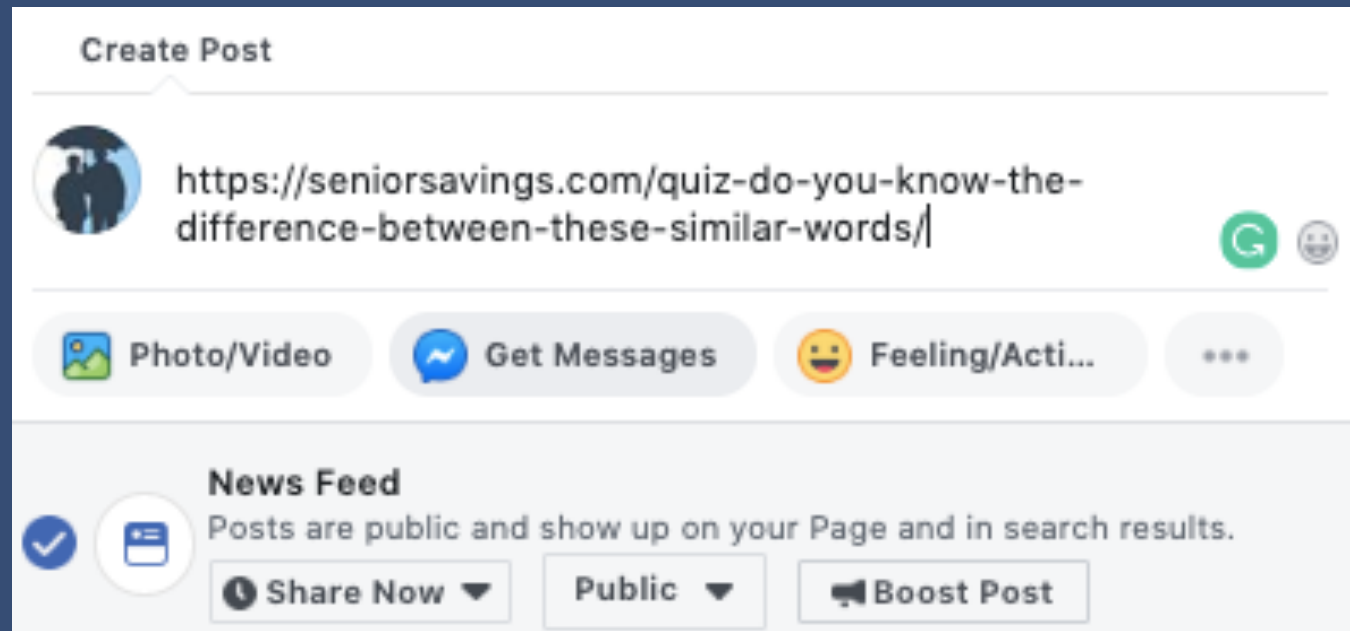 Create Post
https://seniorsavings.com/quiz-do-you-know-the-
difference-between-these-similar-words/
Photo/Video Get Messages Feeling/Acti...
News Feed
Posts are public and show up on your Page and in search results.
Share Now Public Boost Post